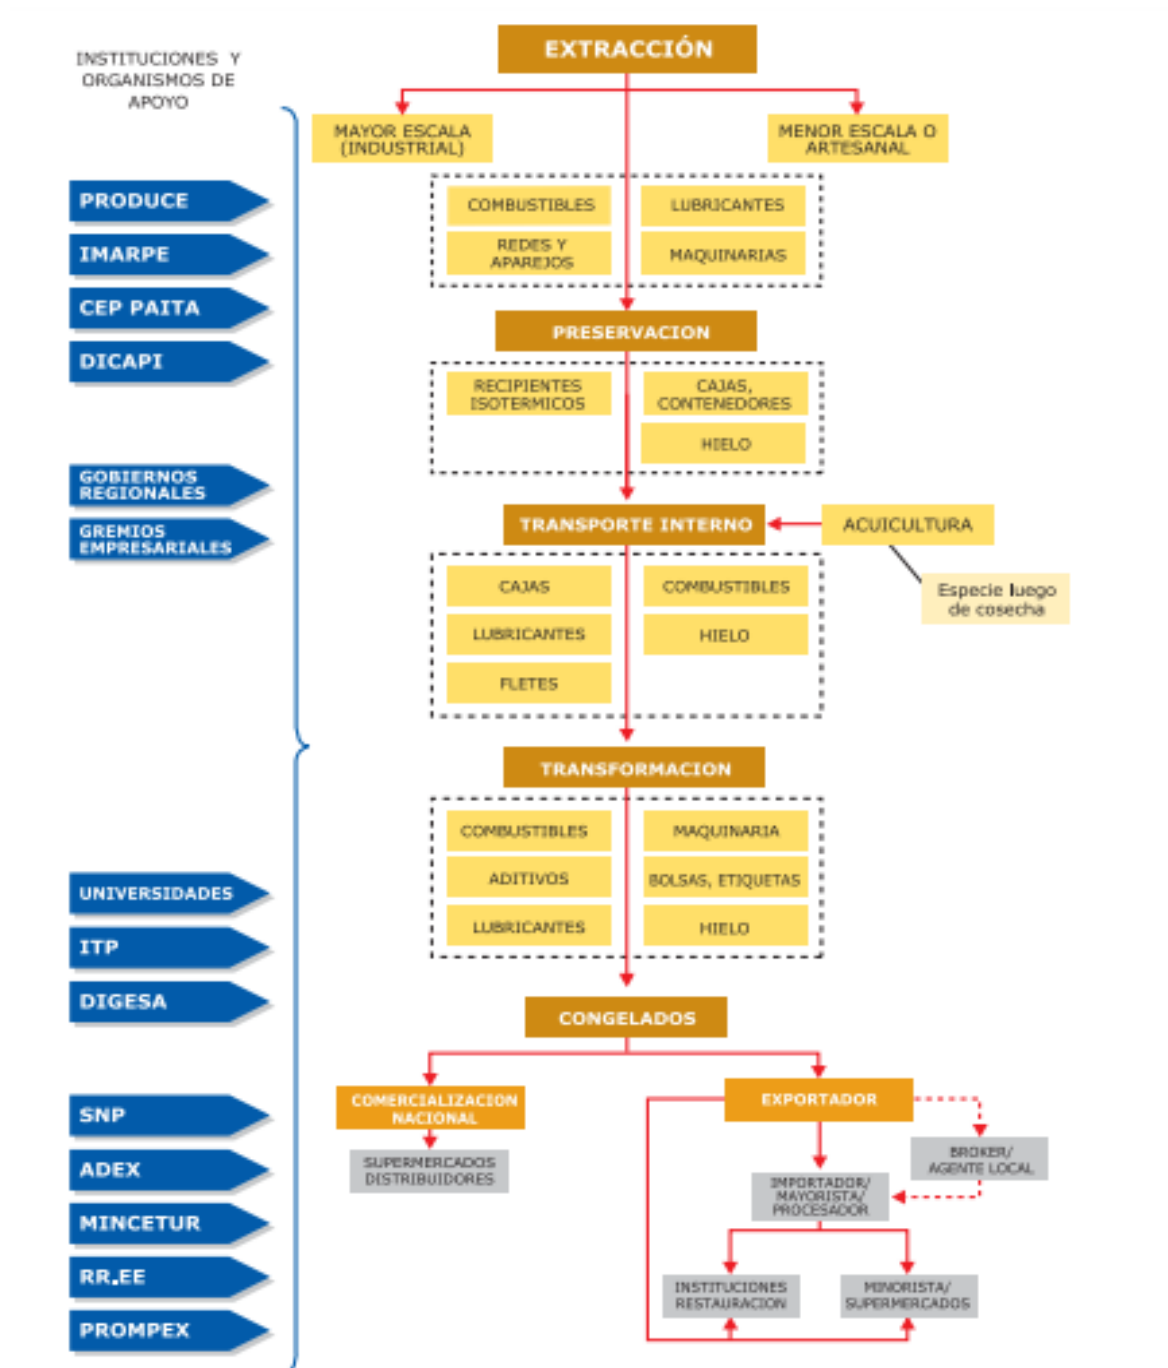 INSTITUCIONES Y
ORGANISMOS DE
APOYO
PRODUCE
IMARPE
CEP PAITA
DICAPI
GOBIERNOS
REGIONALES
GREMIOS
EMPRESARIALES
UNIVERSIDADES
ITP
DIGESA
SNP
ADEX
MINCETUR
RR.EE
PROMPEX
EXTRACCIÓN
MAYOR ESCALA
(INDUSTRIAL)
MENOR ESCALA O
ARTESANAL
COMBUSTIBLES
LUBRICANTES
REDES Y
APAREJOS
MAQUINARIAS
PRESERVACION
RECIPIENTES
ISOTERMICOS
CAJAS,
CONTENEDORES
HIELO
TRANSPORTE INTERNO
ACUICULTURA
Especie luego
de cosecha
CAJAS
COMBUSTIBLES
LUBRICANTES
HIELO
FLETES
TRANSFORMACION
COMBUSTIBLES
MAQUINARIA
ADITIVOS
BOLSAS, ETIQUETAS
LUBRICANTES
HIELO
CONGELADOS
COMERCIALIZACION
NACIONAL
EXPORTADOR
SUPERMERCADOS
DISTRIBUIDORES
BROKER/
AGENTE LOCAL
IMPORTADOR/
MAYORISTA/
PROCESADOR
INSTITUCIONES
RESTAURACION
MINORISTA/
SUPERMERCADOS